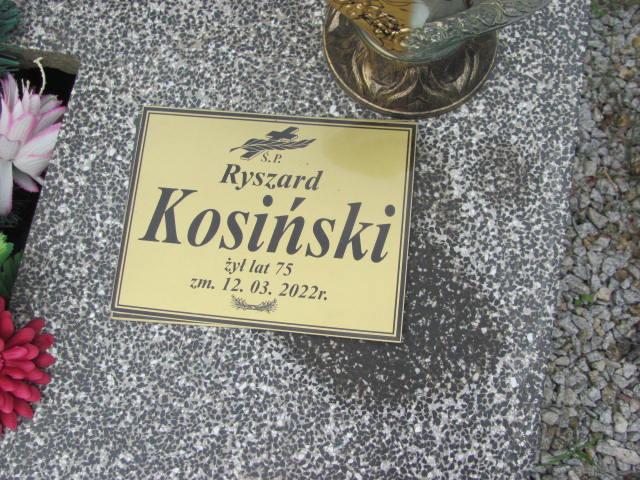 Ś.P.
Ryszard
Kosiński
żył lat 75
zm. 12. 03. 2022r.